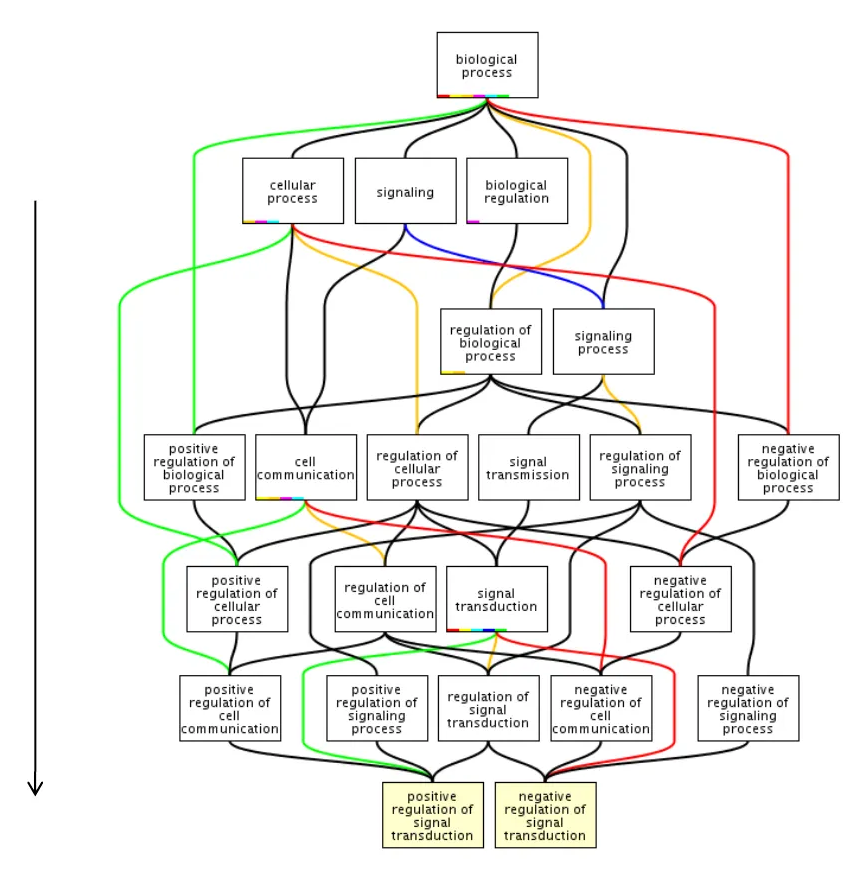 biological
process
cellular
process
signaling
biological
regulation
regulation of
biological
process
signaling
process
positive
regulation of
biological
process
cell
communication
regulation of
cellular
process
signal
transmission
regulation of
signaling
process
negative
regulation of
biological
process
positive
regulation of
cellular
process
regulation of
cell
communication
signal
transduction
negative
regulation of
cellular
process
positive
regulation of
cell
communication
positive
regulation of
signaling
process
regulation of
signal
transduction
negative
regulation of
cell
communication
negative
regulation of
signaling
process
positive
regulation of
signal
transduction
negative
regulation of
signal
transduction